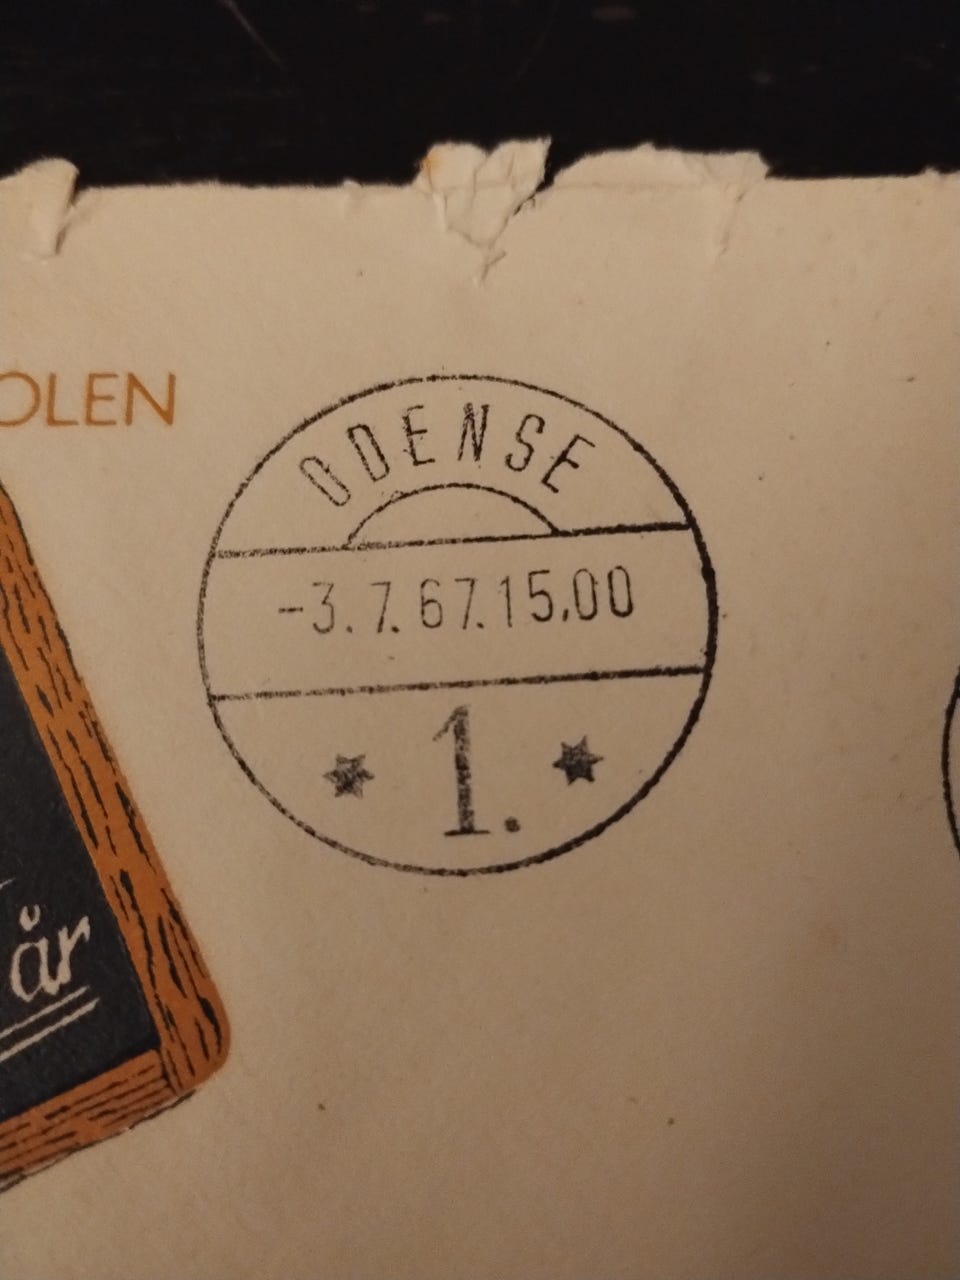 OLEN
ODENSE
-3.7.67.15.00
1.
år